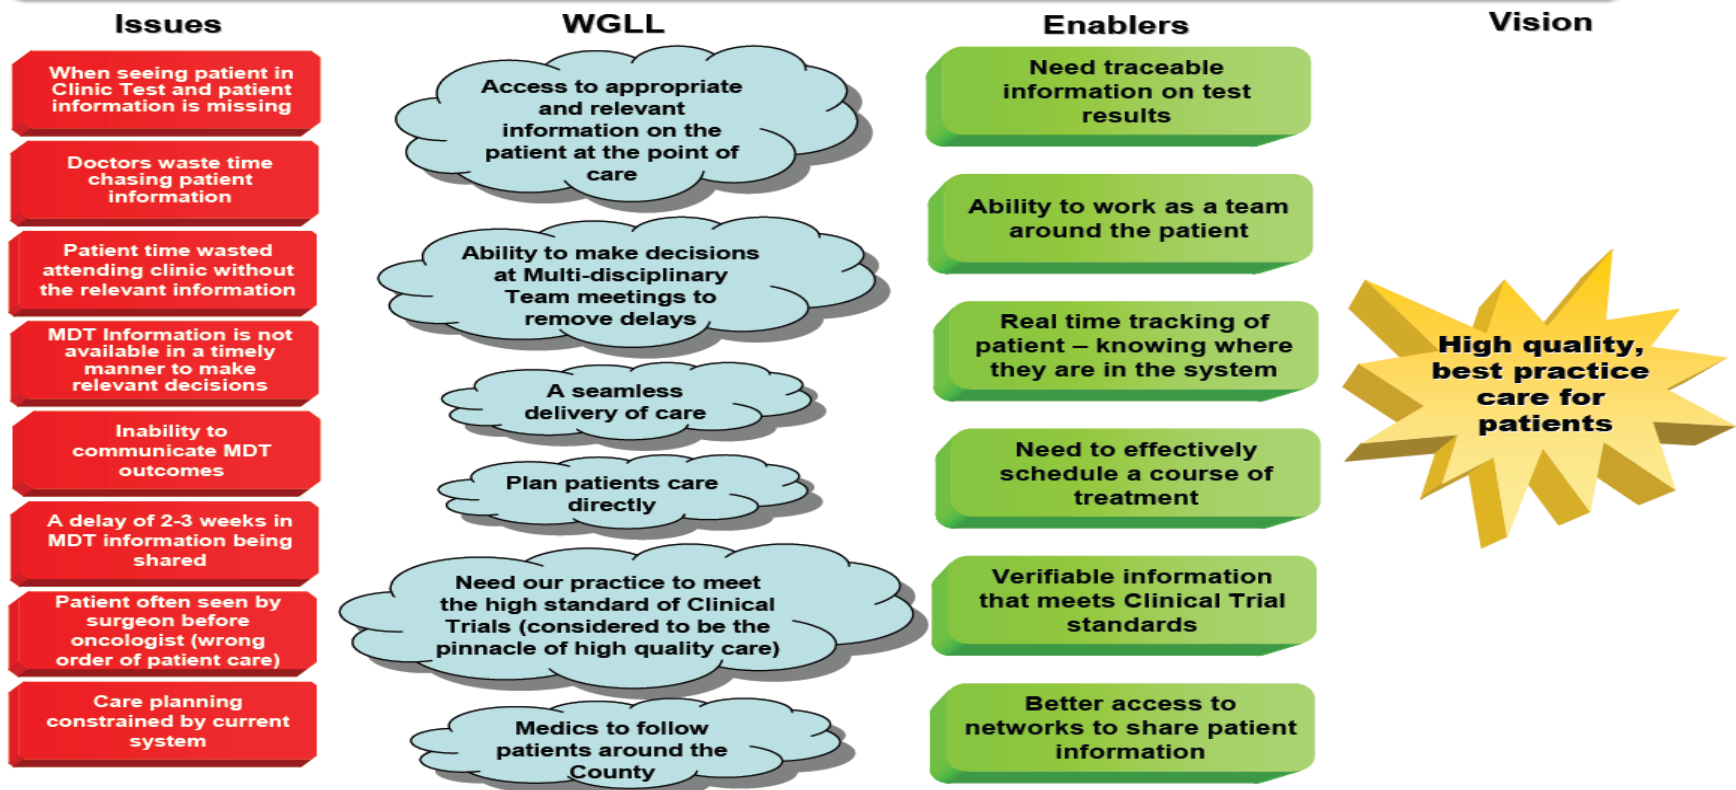 Issues
WGLL
Enablers
Vision
When seeing patient in
Clinic Test and patient
information is missing
Doctors waste time
chasing patient
information
Patient time wasted
attending clinic without
the relevant information
MDT Information is not
available in a timely
manner to make
relevant decisions
Inability to
communicate MDT
outcomes
A delay of 2-3 weeks in
MDT information being
shared
Patient often seen by
surgeon before
oncologist (wrong
order of patient care)
Care planning
constrained by current
system
Access to appropriate
and relevant
information on the
patient at the point of
care
Ability to make decisions
at Multi-disciplinary
Team meetings to
remove delays
A seamless
delivery of care
Plan patients care
directly
Need our practice to meet
the high standard of Clinical
Trials (considered to be the
pinnacle of high quality care)
Medics to follow
patients around the
County
Need traceable
information on test
results
Ability to work as a team
around the patient
Real time tracking of
patient – knowing where
they are in the system
Need to effectively
schedule a course of
treatment
Verifiable information
that meets Clinical Trial
standards
Better access to
networks to share patient
information
High quality,
best practice
care for
patients